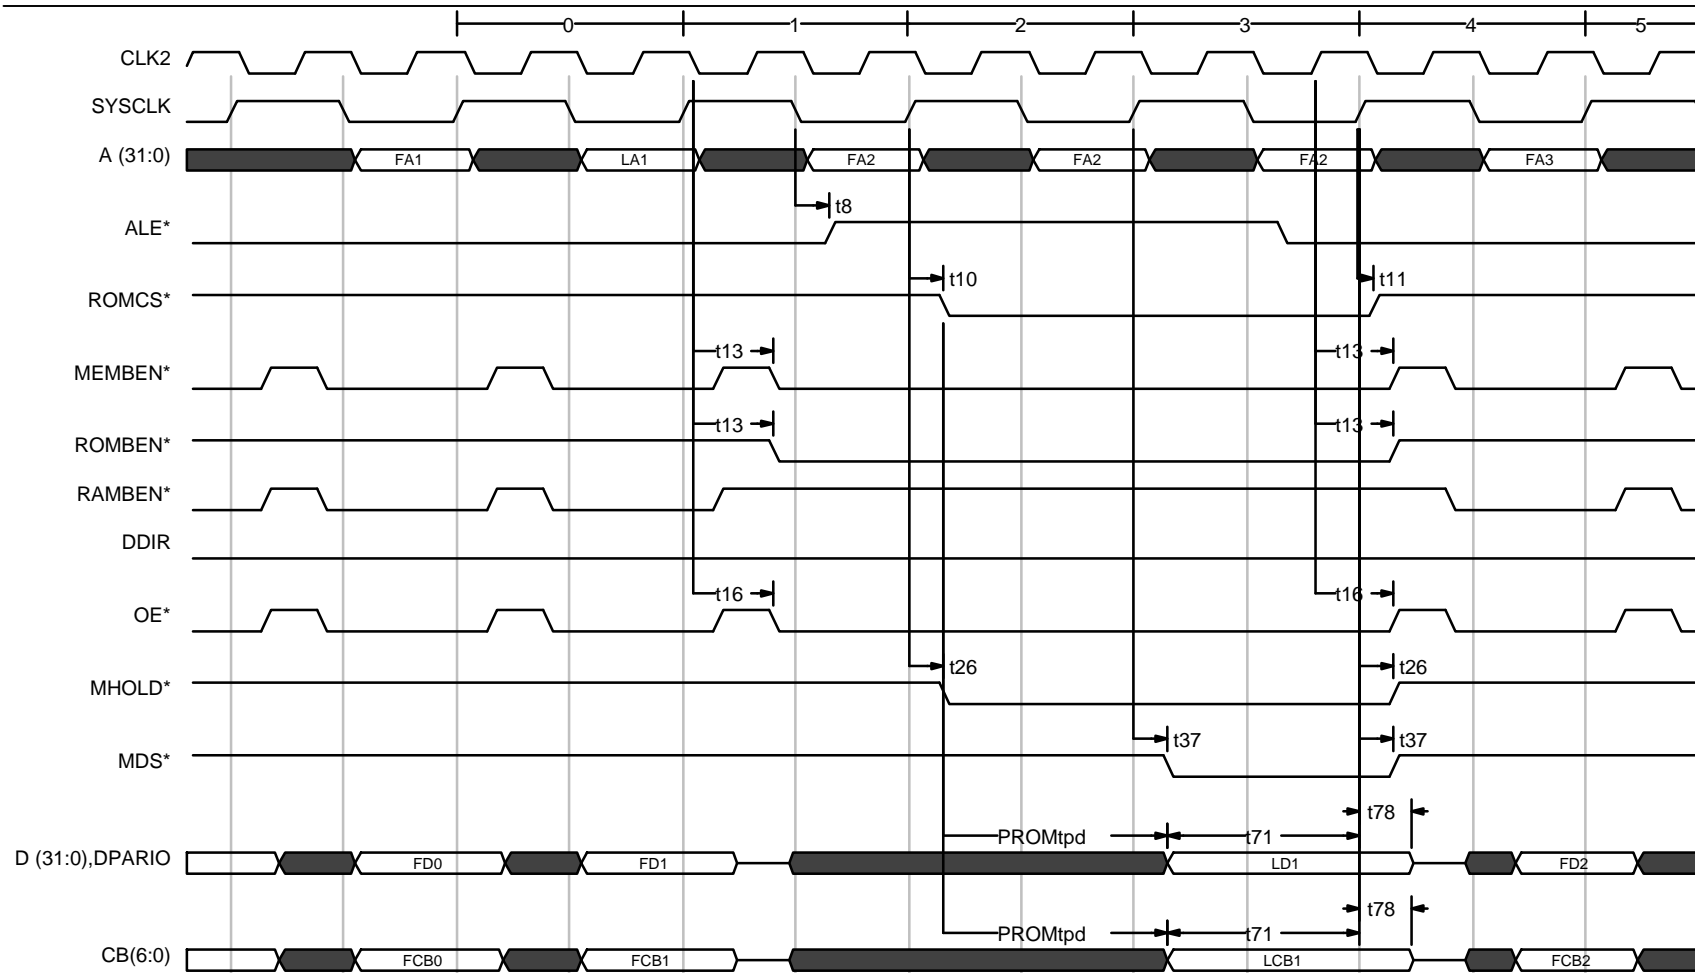 0 1 2 3 4 5
CLK2
SYSCLK
A (31:0) FA1 LA1 FA2 FA2 FA2 FA3
t8
ALE*
t10 t11
ROMCS*
t13 t13
MEMBEN*
t13 t13
ROMBEN*
RAMBEN*
DDIR
t16 t16
OE*
t26 t26
MHOLD*
t37 t37
MDS*
t78
PROMtpd t71
D (31:0),DPARIO FD0 FD1 LD1 FD2
t78
PROMtpd t71
CB(6:0) FCB0 FCB1 LCB1 FCB2